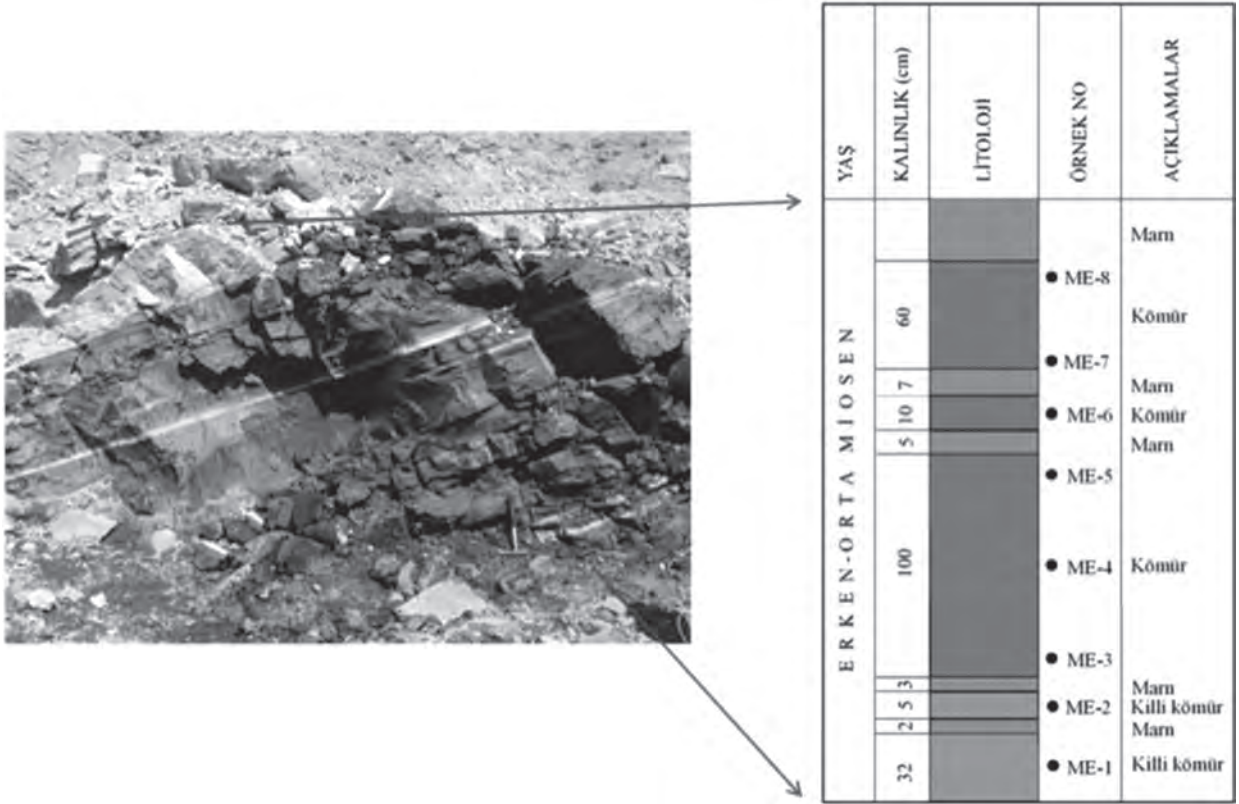 YAŞ KALINLIK (cm) LİTOLOJİ ÖRNEK NO AÇIKLAMALAR
ERKEN-ORTA MİOSEN
Marn
ME-8
60 Kömür
ME-7
7 Marn
10 ME-6 Kömür
5 Marn
ME-5
100 ME-4 Kömür
ME-3
3 Marn
5 ME-2 Killi kömür
2 Marn
32 ME-1 Killi kömür